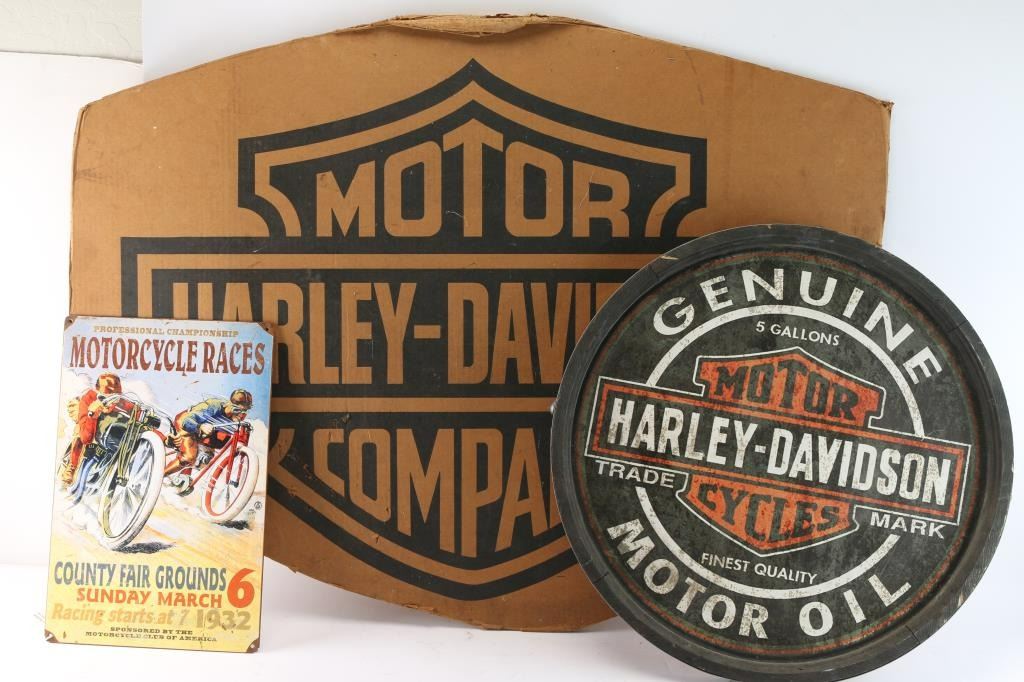 MOTOR
HARLEY-DAVI
COMPA
PROFESSIONAL CHAMPIONSHIP
MOTORCYCLE RACES
COUNTY FAIR GROUNDS
SUNDAY MARCH 6
Racing starts at 7 1932
SPONSORED BY THE
MOTORCYCLE CLUB OF AMERICA
GENUINE
5 GALLONS
MOTOR
HARLEY-DAVIDSON
TRADE MARK
CYCLES
FINEST QUALITY
MOTOR OIL